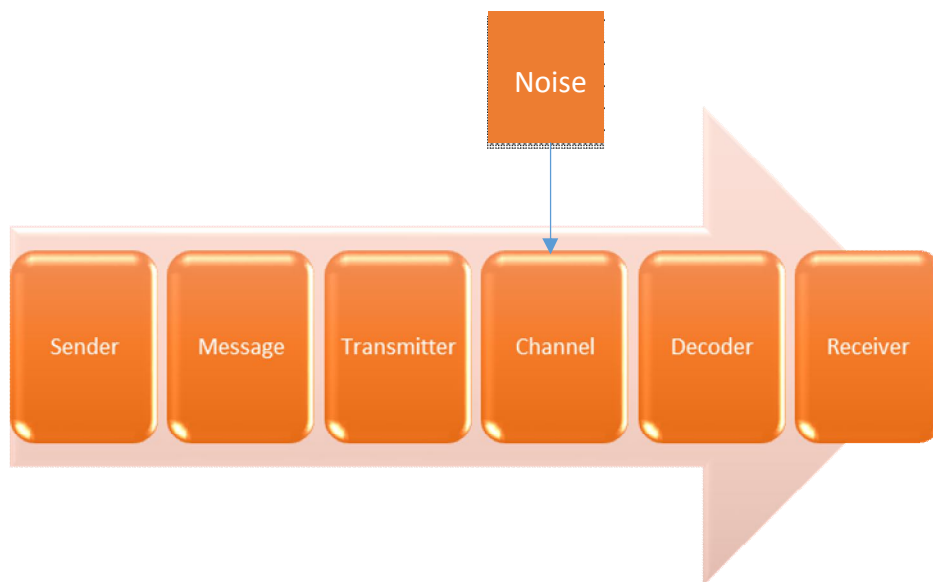 Noise
Sender
Message
Transmitter
Channel
Decoder
Receiver